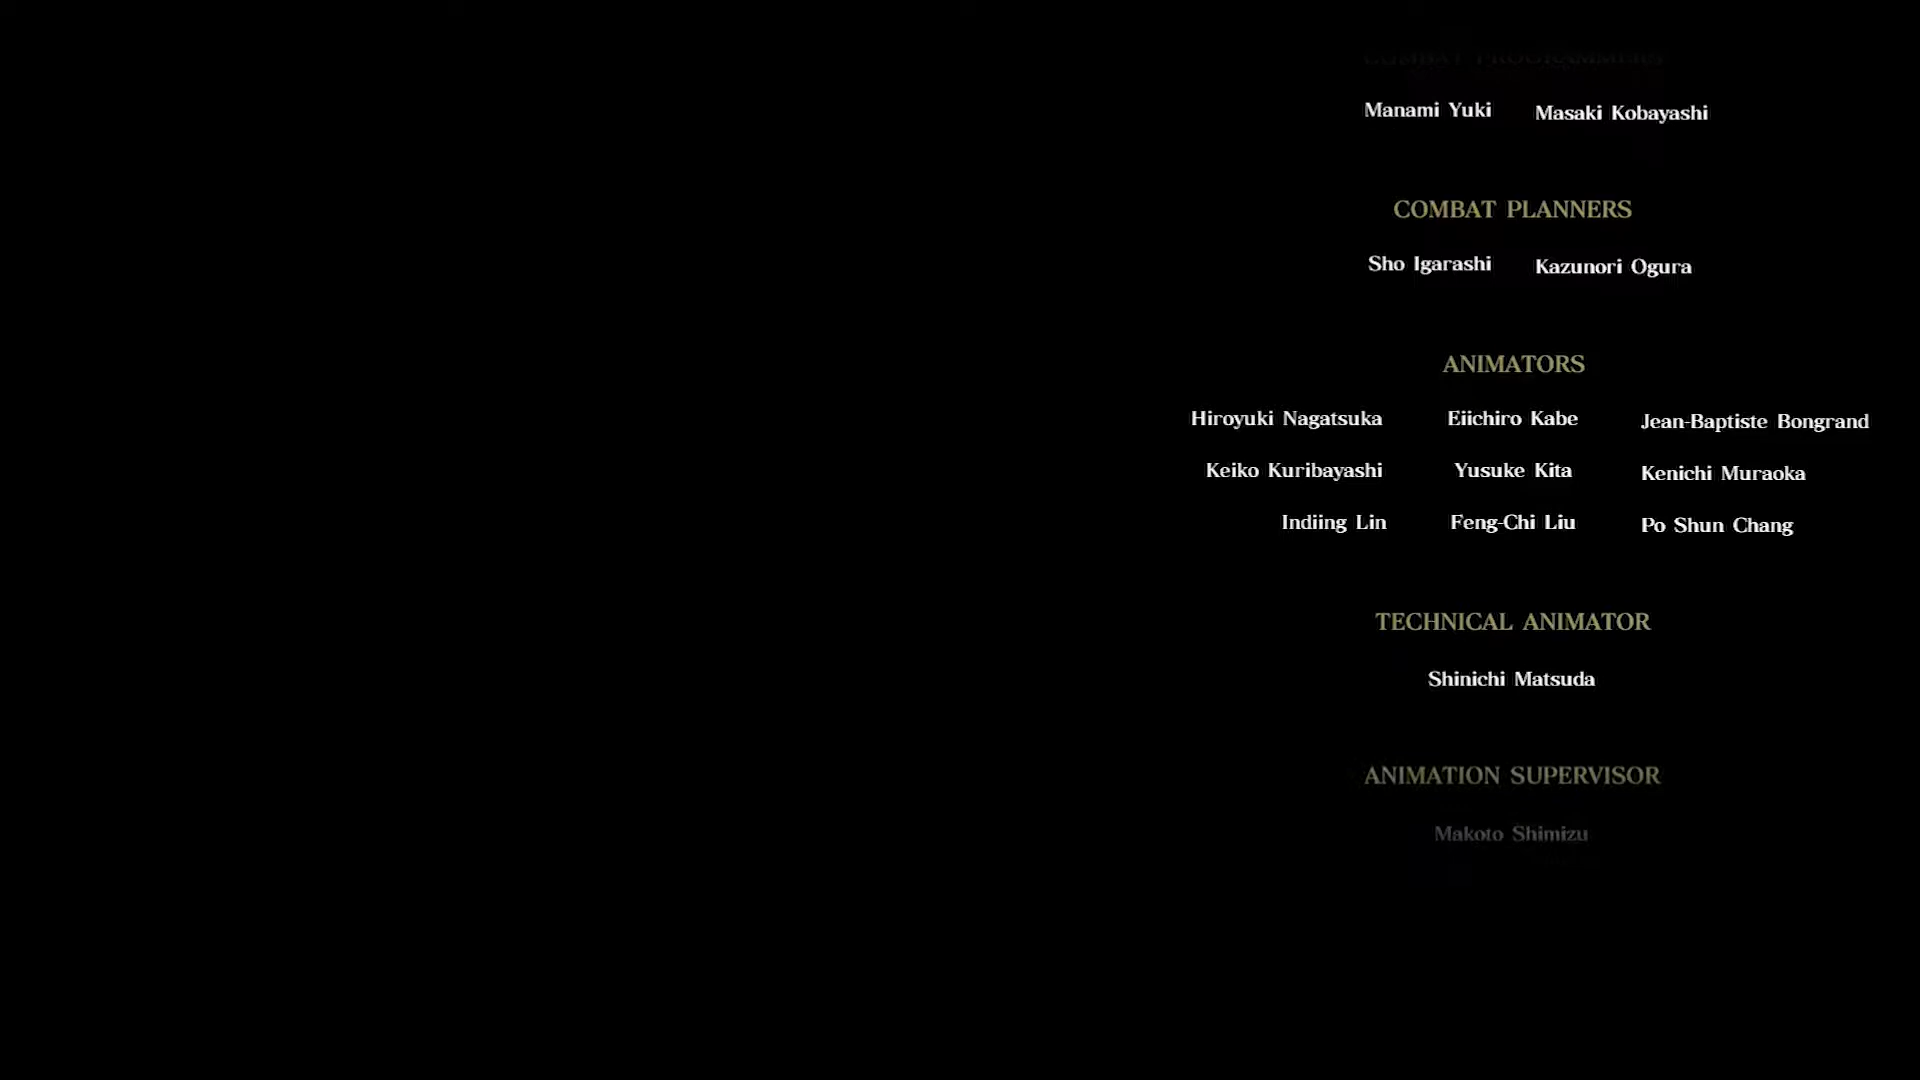 COMBAT PROGRAMMERS
Manami Yuki Masaki Kobayashi
COMBAT PLANNERS
Sho Igarashi Kazunori Ogura
ANIMATORS
Hiroyuki Nagatsuka Eiichiro Kabe Jean-Baptiste Bongrand
Keiko Kuribayashi Yusuke Kita Kenichi Muraoka
Indiing Lin Feng-Chi Liu Po Shun Chang
TECHNICAL ANIMATOR
Shinichi Matsuda
ANIMATION SUPERVISOR
Makoto Shimizu